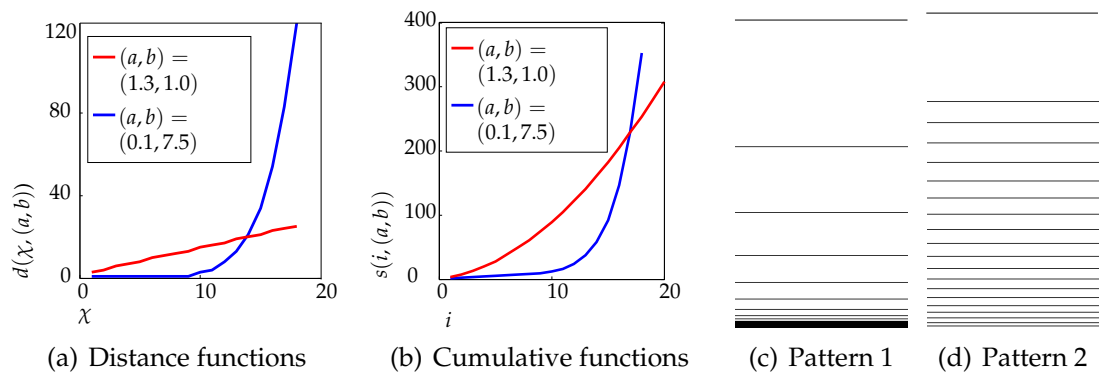 120
80
40
0
0
10
20
d(χ, (a, b))
χ
(a, b) =
(1.3, 1.0)
(a, b) =
(0.1, 7.5)
(a) Distance functions
400
300
200
100
0
0
10
20
s(i, (a, b))
i
(a, b) =
(1.3, 1.0)
(a, b) =
(0.1, 7.5)
(b) Cumulative functions
(c) Pattern 1
(d) Pattern 2